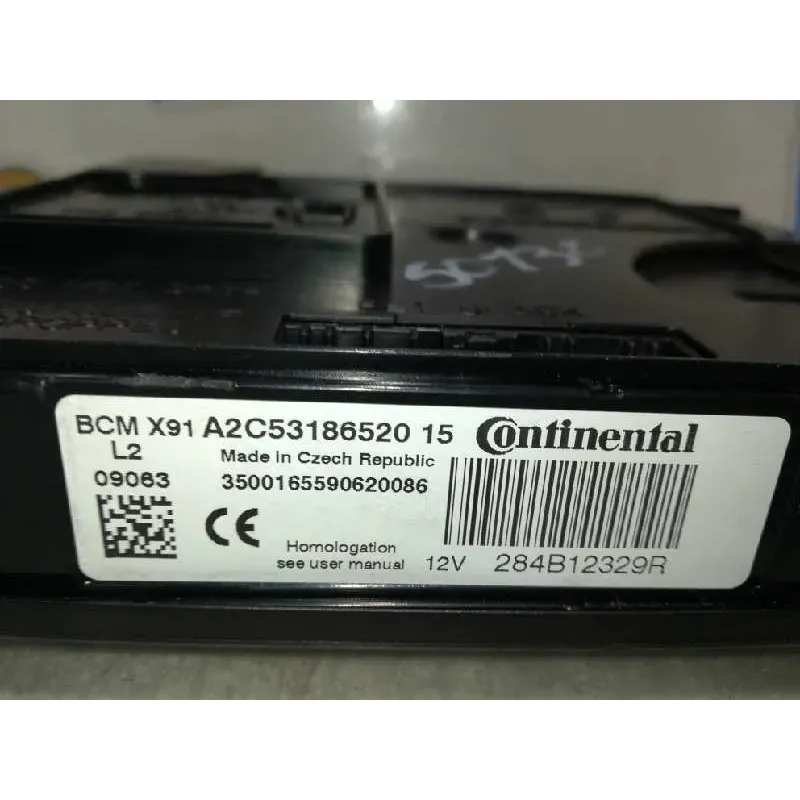 BCM X91 A2C53186520 15 Continental
L2 Made in Czech Republic
09063 3500165590620086
CE
Homologation
see user manual 12V 284B12329R